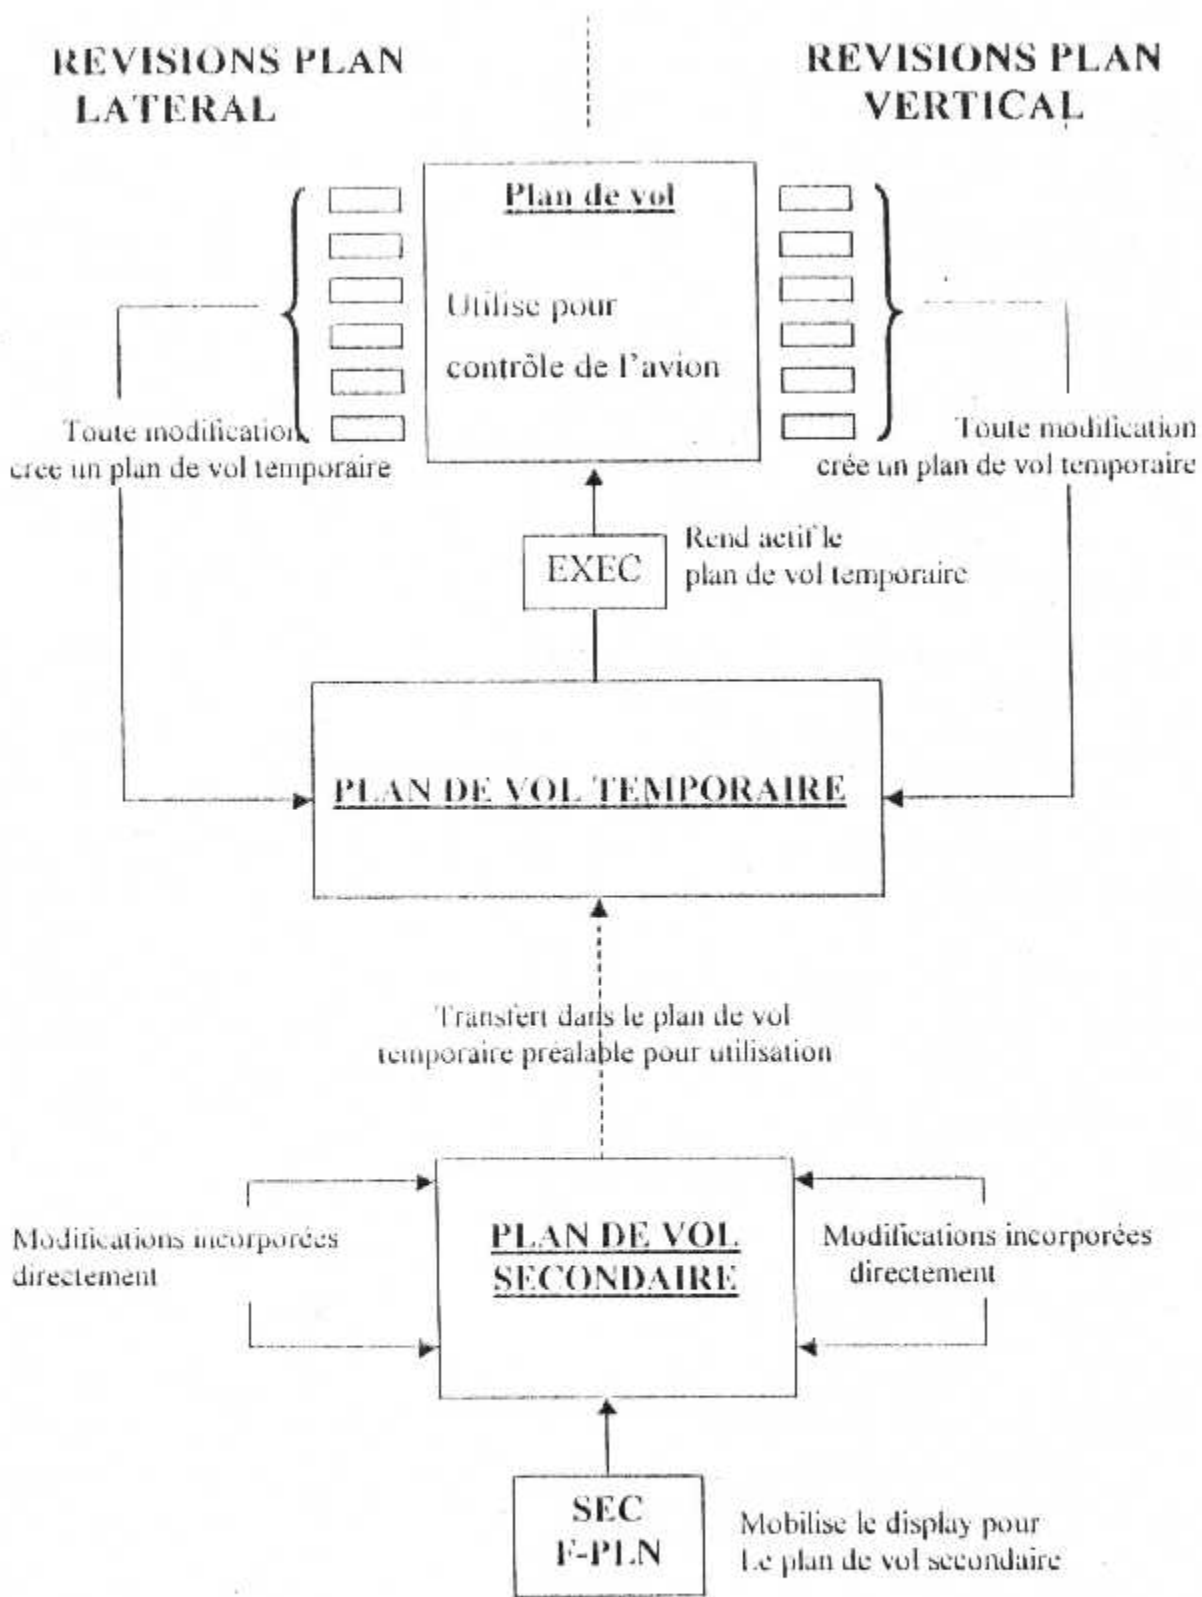 REVISIONS PLAN
LATERAL
REVISIONS PLAN
VERTICAL
Plan de vol
Utilise pour
contrôle de l'avion
Toute modification
crée un plan de vol temporaire
Toute modification
crée un plan de vol temporaire
EXEC
Rend actif le
plan de vol temporaire
PLAN DE VOL TEMPORAIRE
Transfert dans le plan de vol
temporaire préalable pour utilisation
Modifications incorporées
directement
PLAN DE VOL
SECONDAIRE
Modifications incorporées
directement
SEC
F-PLN
Mobilise le display pour
Le plan de vol secondaire